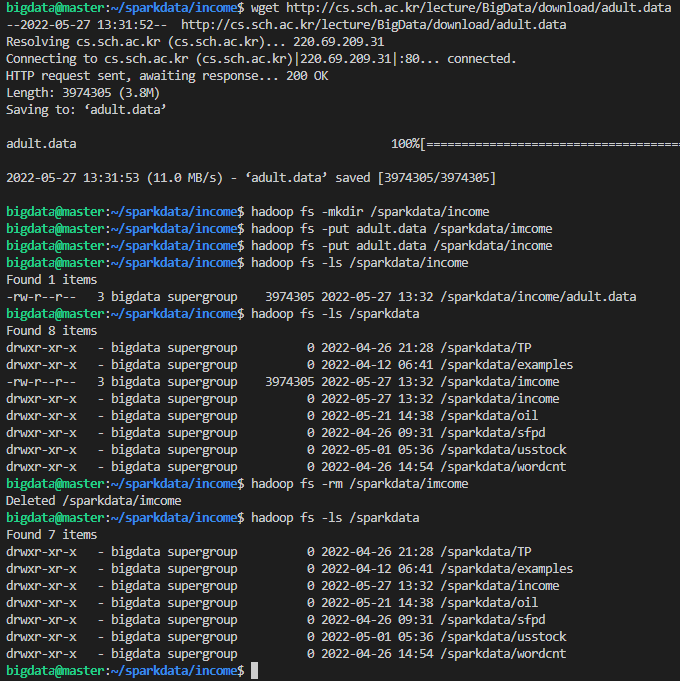 bigdata@master:~/sparkdata/income$ wget http://cs.sch.ac.kr/lecture/BigData/download/adult.data
--2022-05-27 13:31:52--  http://cs.sch.ac.kr/lecture/BigData/download/adult.data
Resolving cs.sch.ac.kr (cs.sch.ac.kr)... 220.69.209.31
Connecting to cs.sch.ac.kr (cs.sch.ac.kr)|220.69.209.31|:80... connected.
HTTP request sent, awaiting response... 200 OK
Length: 3974305 (3.8M)
Saving to: ‘adult.data’

adult.data                                             100%[====================================
2022-05-27 13:31:53 (11.0 MB/s) - ‘adult.data’ saved [3974305/3974305]

bigdata@master:~/sparkdata/income$ hadoop fs -mkdir /sparkdata/income
bigdata@master:~/sparkdata/income$ hadoop fs -put adult.data /sparkdata/imcome
bigdata@master:~/sparkdata/income$ hadoop fs -put adult.data /sparkdata/income
bigdata@master:~/sparkdata/income$ hadoop fs -ls /sparkdata/income
Found 1 items
-rw-r--r--   3 bigdata supergroup    3974305 2022-05-27 13:32 /sparkdata/income/adult.data
bigdata@master:~/sparkdata/income$ hadoop fs -ls /sparkdata
Found 8 items
drwxr-xr-x   - bigdata supergroup          0 2022-04-26 21:28 /sparkdata/TP
drwxr-xr-x   - bigdata supergroup          0 2022-04-12 06:41 /sparkdata/examples
-rw-r--r--   3 bigdata supergroup    3974305 2022-05-27 13:32 /sparkdata/imcome
drwxr-xr-x   - bigdata supergroup          0 2022-05-27 13:32 /sparkdata/income
drwxr-xr-x   - bigdata supergroup          0 2022-05-21 14:38 /sparkdata/oil
drwxr-xr-x   - bigdata supergroup          0 2022-04-26 09:31 /sparkdata/sfpd
drwxr-xr-x   - bigdata supergroup          0 2022-05-01 05:36 /sparkdata/usstock
drwxr-xr-x   - bigdata supergroup          0 2022-04-26 14:54 /sparkdata/wordcnt
bigdata@master:~/sparkdata/income$ hadoop fs -rm /sparkdata/imcome
Deleted /sparkdata/imcome
bigdata@master:~/sparkdata/income$ hadoop fs -ls /sparkdata
Found 7 items
drwxr-xr-x   - bigdata supergroup          0 2022-04-26 21:28 /sparkdata/TP
drwxr-xr-x   - bigdata supergroup          0 2022-04-12 06:41 /sparkdata/examples
drwxr-xr-x   - bigdata supergroup          0 2022-05-27 13:32 /sparkdata/income
drwxr-xr-x   - bigdata supergroup          0 2022-05-21 14:38 /sparkdata/oil
drwxr-xr-x   - bigdata supergroup          0 2022-04-26 09:31 /sparkdata/sfpd
drwxr-xr-x   - bigdata supergroup          0 2022-05-01 05:36 /sparkdata/usstock
drwxr-xr-x   - bigdata supergroup          0 2022-04-26 14:54 /sparkdata/wordcnt
bigdata@master:~/sparkdata/income$